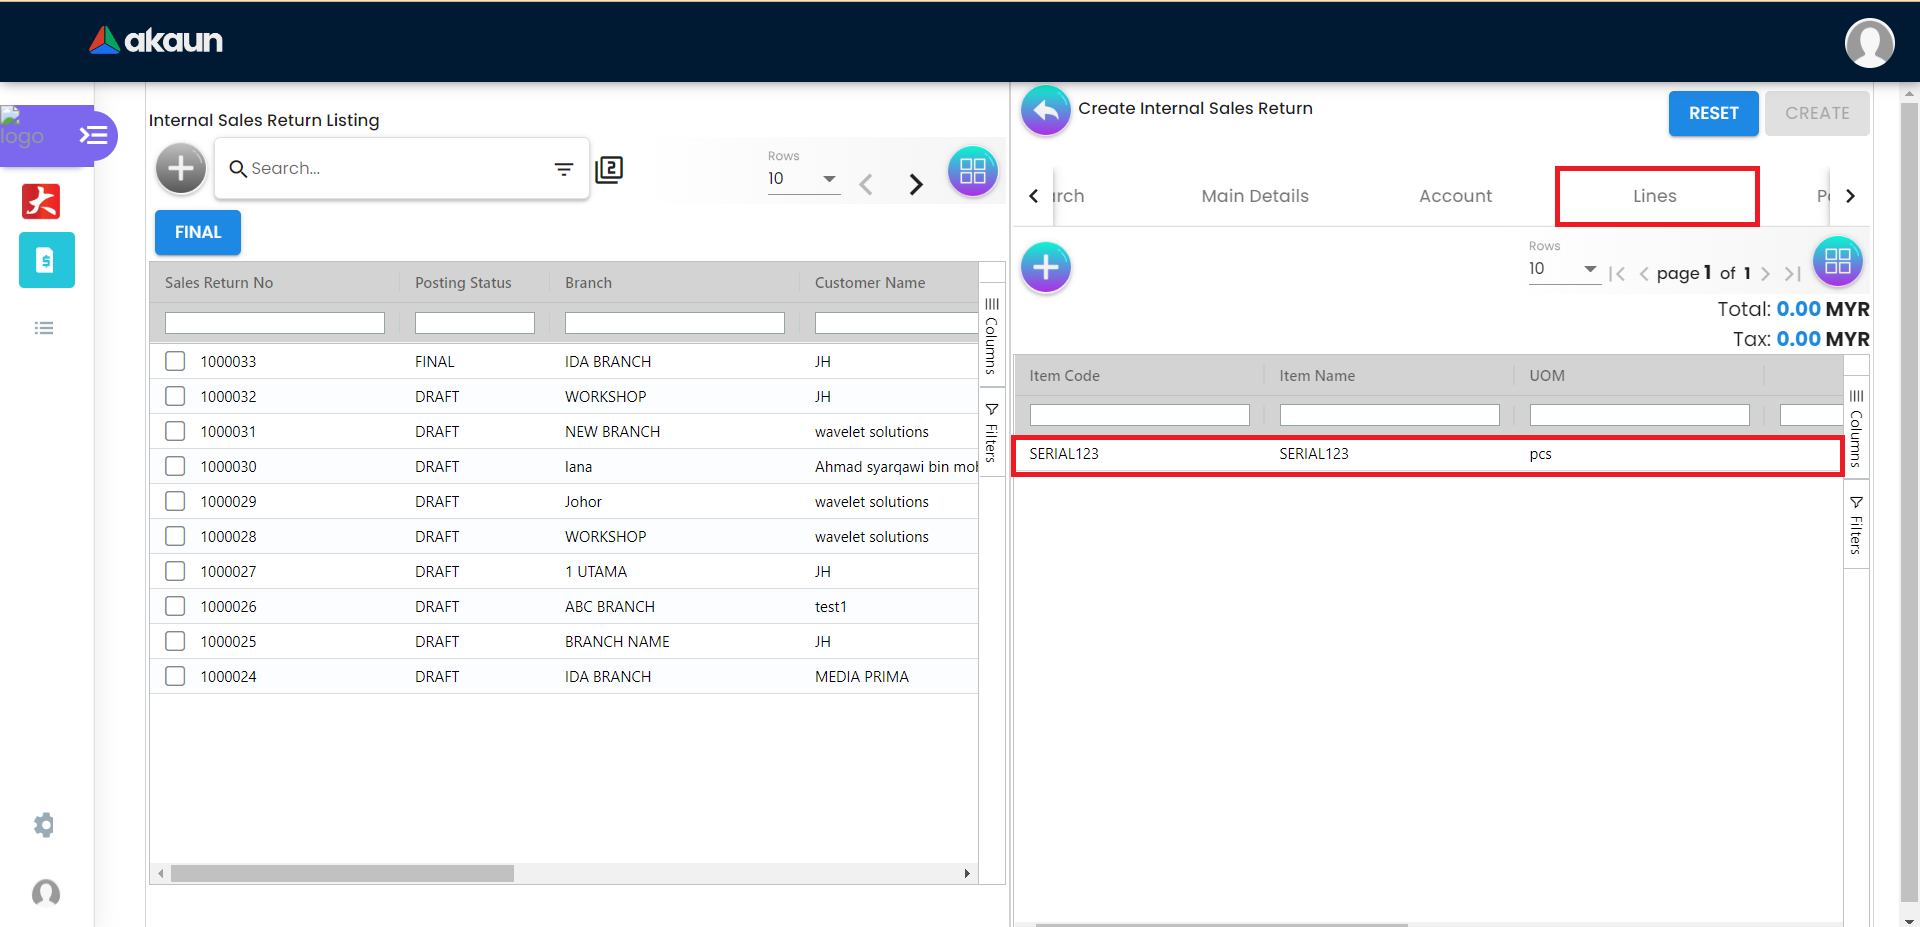 akaun
logo
Internal Sales Return Listing
Search...
2
Rows
10
FINAL
Sales Return No Posting Status Branch Customer Name
1000033 FINAL IDA BRANCH JH
1000032 DRAFT WORKSHOP JH
1000031 DRAFT NEW BRANCH wavelet solutions
1000030 DRAFT lana Ahmad syarqawi bin moh
1000029 DRAFT Johor wavelet solutions
1000028 DRAFT WORKSHOP wavelet solutions
1000027 DRAFT 1 UTAMA JH
1000026 DRAFT ABC BRANCH test1
1000025 DRAFT BRANCH NAME JH
1000024 DRAFT IDA BRANCH MEDIA PRIMA
Columns
Filters
Create Internal Sales Return
RESET
CREATE
rch Main Details Account Lines P
Rows
10
page 1 of 1
Total: 0.00 MYR
Tax: 0.00 MYR
Item Code Item Name UOM
SERIAL123 SERIAL123 pcs
Columns
Filters